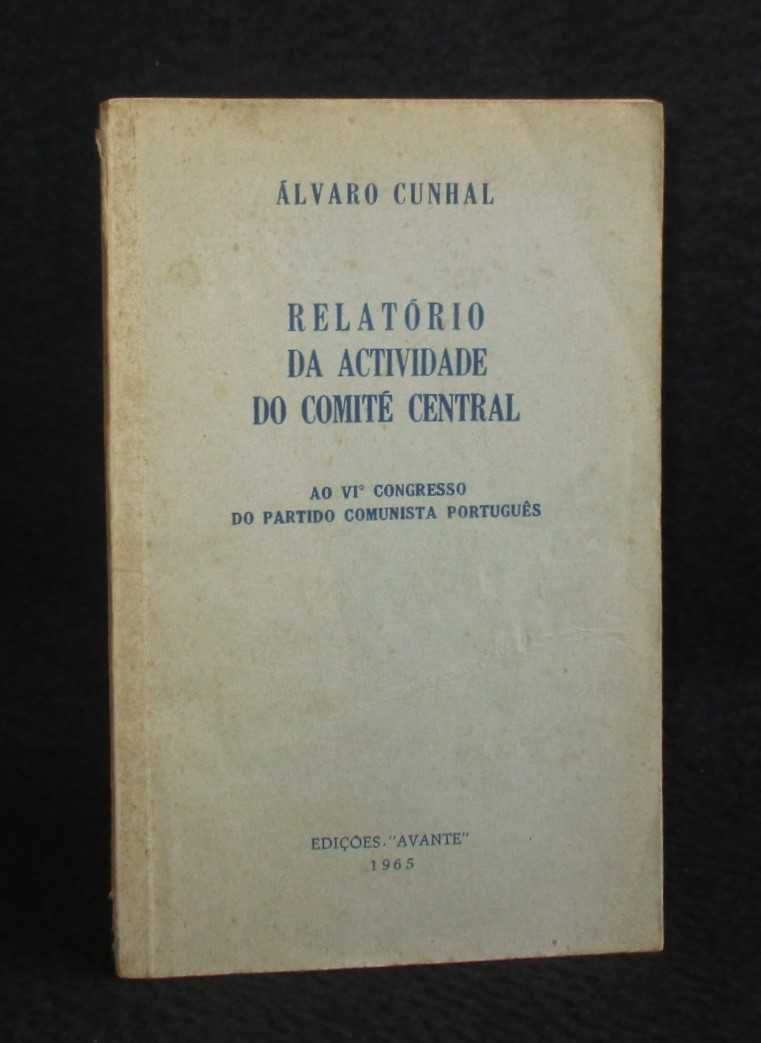 ÁLVARO CUNHAL
RELATÓRIO
DA ACTIVIDADE
DO COMITÉ CENTRAL
AO VI° CONGRESSO
DO PARTIDO COMUNISTA PORTUGUÊS
EDIÇÕES."AVANTE"
1965